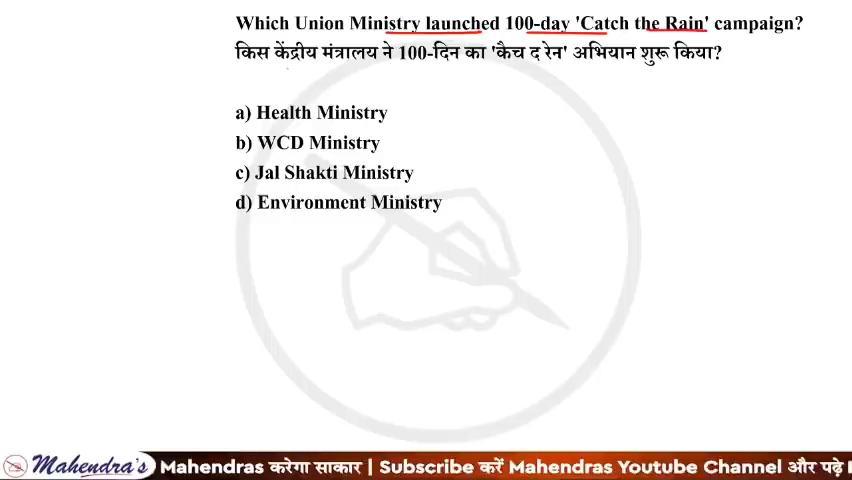 Which Union Ministry launched 100-day 'Catch the Rain' campaign?
किस केंद्रीय मंत्रालय ने 100-दिन का 'कैच द रेन' अभियान शुरू किया?
a) Health Ministry
b) WCD Ministry
c) Jal Shakti Ministry
d) Environment Ministry
Mahendra's Mahendras करेगा साकार | Subscribe करें Mahendras Youtube Channel और पढ़े